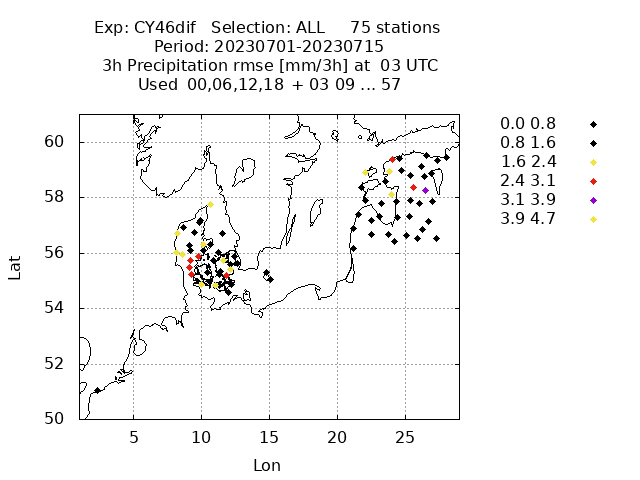 Exp: CY46dif Selection: ALL 75 stations
Period: 20230701-20230715
3h Precipitation rmse [mm/3h] at 03 UTC
Used 00,06,12,18 + 03 09 ... 57
0.0 0.8
0.8 1.6
1.6 2.4
2.4 3.1
3.1 3.9
3.9 4.7
60
58
56
54
52
50
Lat
5 10 15 20 25
Lon